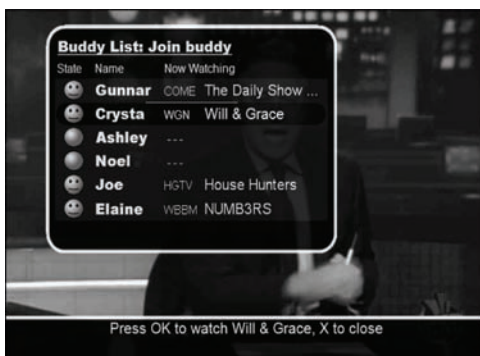 Buddy List: Join buddy
State Name Now Watching
Gunnar COME The Daily Show ...
Crysta WGN Will & Grace
Ashley ---
Noel ---
Joe HGTV House Hunters
Elaine WBBM NUMB3RS
Press OK to watch Will & Grace, X to close